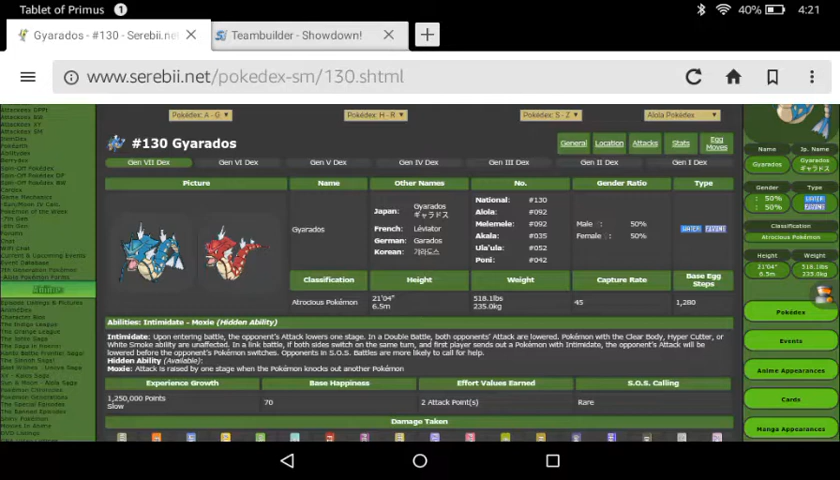 Tablet of Primus 1
40% 4:21
Gyarados - #130 - Serebii.net
Teambuilder - Showdown!
www.serebii.net/pokedex-sm/130.shtml
Pokédex: A - G
Pokédex: H - R
Pokédex: S - Z
Alola Pokédex
#130 Gyarados
General
Location
Attacks
Stats
Egg Moves
Gen VII Dex
Gen VI Dex
Gen V Dex
Gen IV Dex
Gen III Dex
Gen II Dex
Gen I Dex
Picture
Name
Other Names
No.
Gender Ratio
Type
Gyarados
Japan: Gyarados
ギャラドス
French: Léviator
German: Garados
Korean: 갸라도스
National: #130
Alola: #092
Melemele: #092
Akala: #035
Ula'ula: #052
Poni: #042
Male : 50%
Female : 50%
WATER FLYING
Classification
Height
Weight
Capture Rate
Base Egg Steps
Atrocious Pokémon
21'04"
6.5m
518.1lbs
235.0kg
45
1,280
Abilities: Intimidate - Moxie (Hidden Ability)
Intimidate: Upon entering battle, the opponent's Attack lowers one stage. In a Double Battle, both opponents' Attack are lowered. Pokémon with the Clear Body, Hyper Cutter, or
White Smoke ability are unaffected. In a link battle, if both sides switch on the same turn, and first player sends out a Pokémon with Intimidate, the opponent's Attack will be
lowered before the opponent's Pokémon switches. Opponents in S.O.S. Battles are more likely to call for help.
Hidden Ability (Available):
Moxie: Attack is raised by one stage when the Pokémon knocks out another Pokémon
Experience Growth
Base Happiness
Effort Values Earned
S.O.S. Calling
1,250,000 Points
Slow
70
2 Attack Point(s)
Rare
Damage Taken
Name
Jp. Name
Gyarados
Gyarados
ギャラドス
Gender
Type
: 50%
: 50%
WATER
FLYING
Classification
Atrocious Pokémon
Height
Weight
21'04"
6.5m
518.1lbs
235.0kg
Pokédex
Events
Anime Appearances
Cards
Manga Appearances